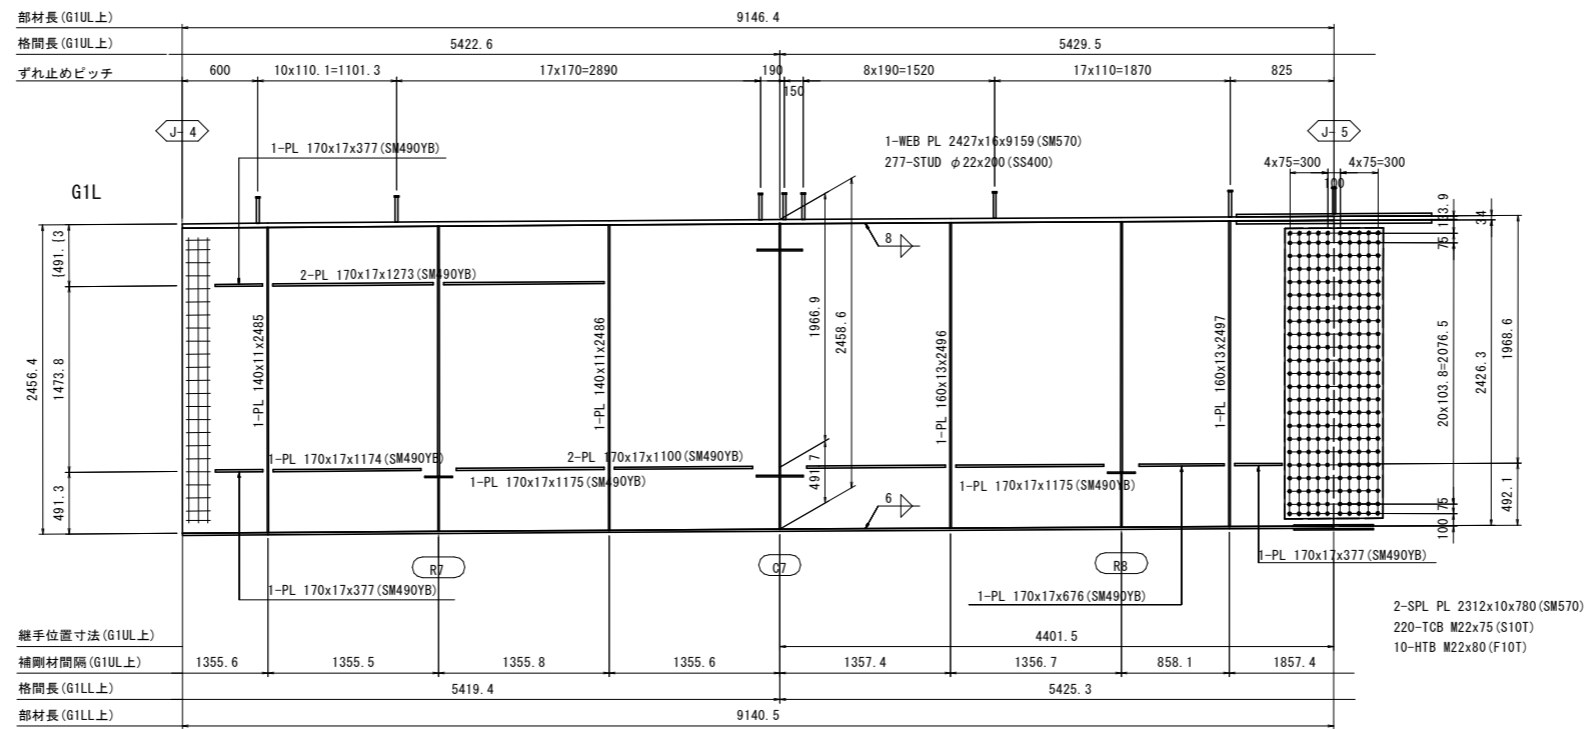 部材長(G1UL上) 9146.4
格間長(G1UL上) 5422.6 5429.5
ずれ止めピッチ 600 10x110.1=1101.3 17x170=2890 190 8x190=1520 17x110=1870 825
150
J-4
J-5
1-PL 170x17x377(SM490YB)
1-WEB PL 2427x16x9159(SM570)
277-STUD φ22x200(SS400)
4x75=300 4x75=300
100
G1L
8
2-PL 170x17x1273(SM490YB)
34
75
[491.[3
1473.8
491.3
2456.4
1-PL 140x11x2485
1-PL 140x11x2486
1966.9
2458.6
491.7
1-PL 160x13x2496
1-PL 160x13x2497
20x103.8=2076.5
2426.3
1968.6
492.1
75
100
1-PL 170x17x1174(SM490YB)
2-PL 170x17x1100(SM490YB)
1-PL 170x17x1175(SM490YB)
1-PL 170x17x1175(SM490YB)
6
R7
C7
R8
1-PL 170x17x377(SM490YB)
1-PL 170x17x377(SM490YB)
1-PL 170x17x676(SM490YB)
2-SPL PL 2312x10x780(SM570)
220-TCB M22x75(S10T)
10-HTB M22x80(F10T)
継手位置寸法(G1UL上) 4401.5
補剛材間隔(G1UL上) 1355.6 1355.5 1355.8 1355.6 1357.4 1356.7 858.1 1857.4
格間長(G1LL上) 5419.4 5425.3
部材長(G1LL上) 9140.5